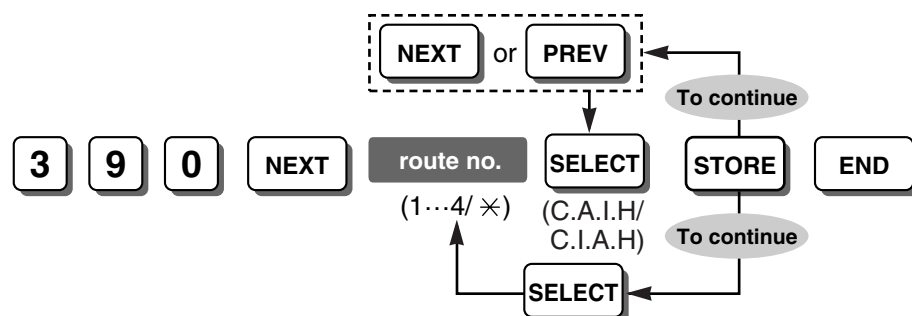 NEXT or PREV
To continue
3 9 0 NEXT route no. SELECT STORE END
(1···4/ ✳) (C.A.I.H/
C.I.A.H)
To continue
SELECT